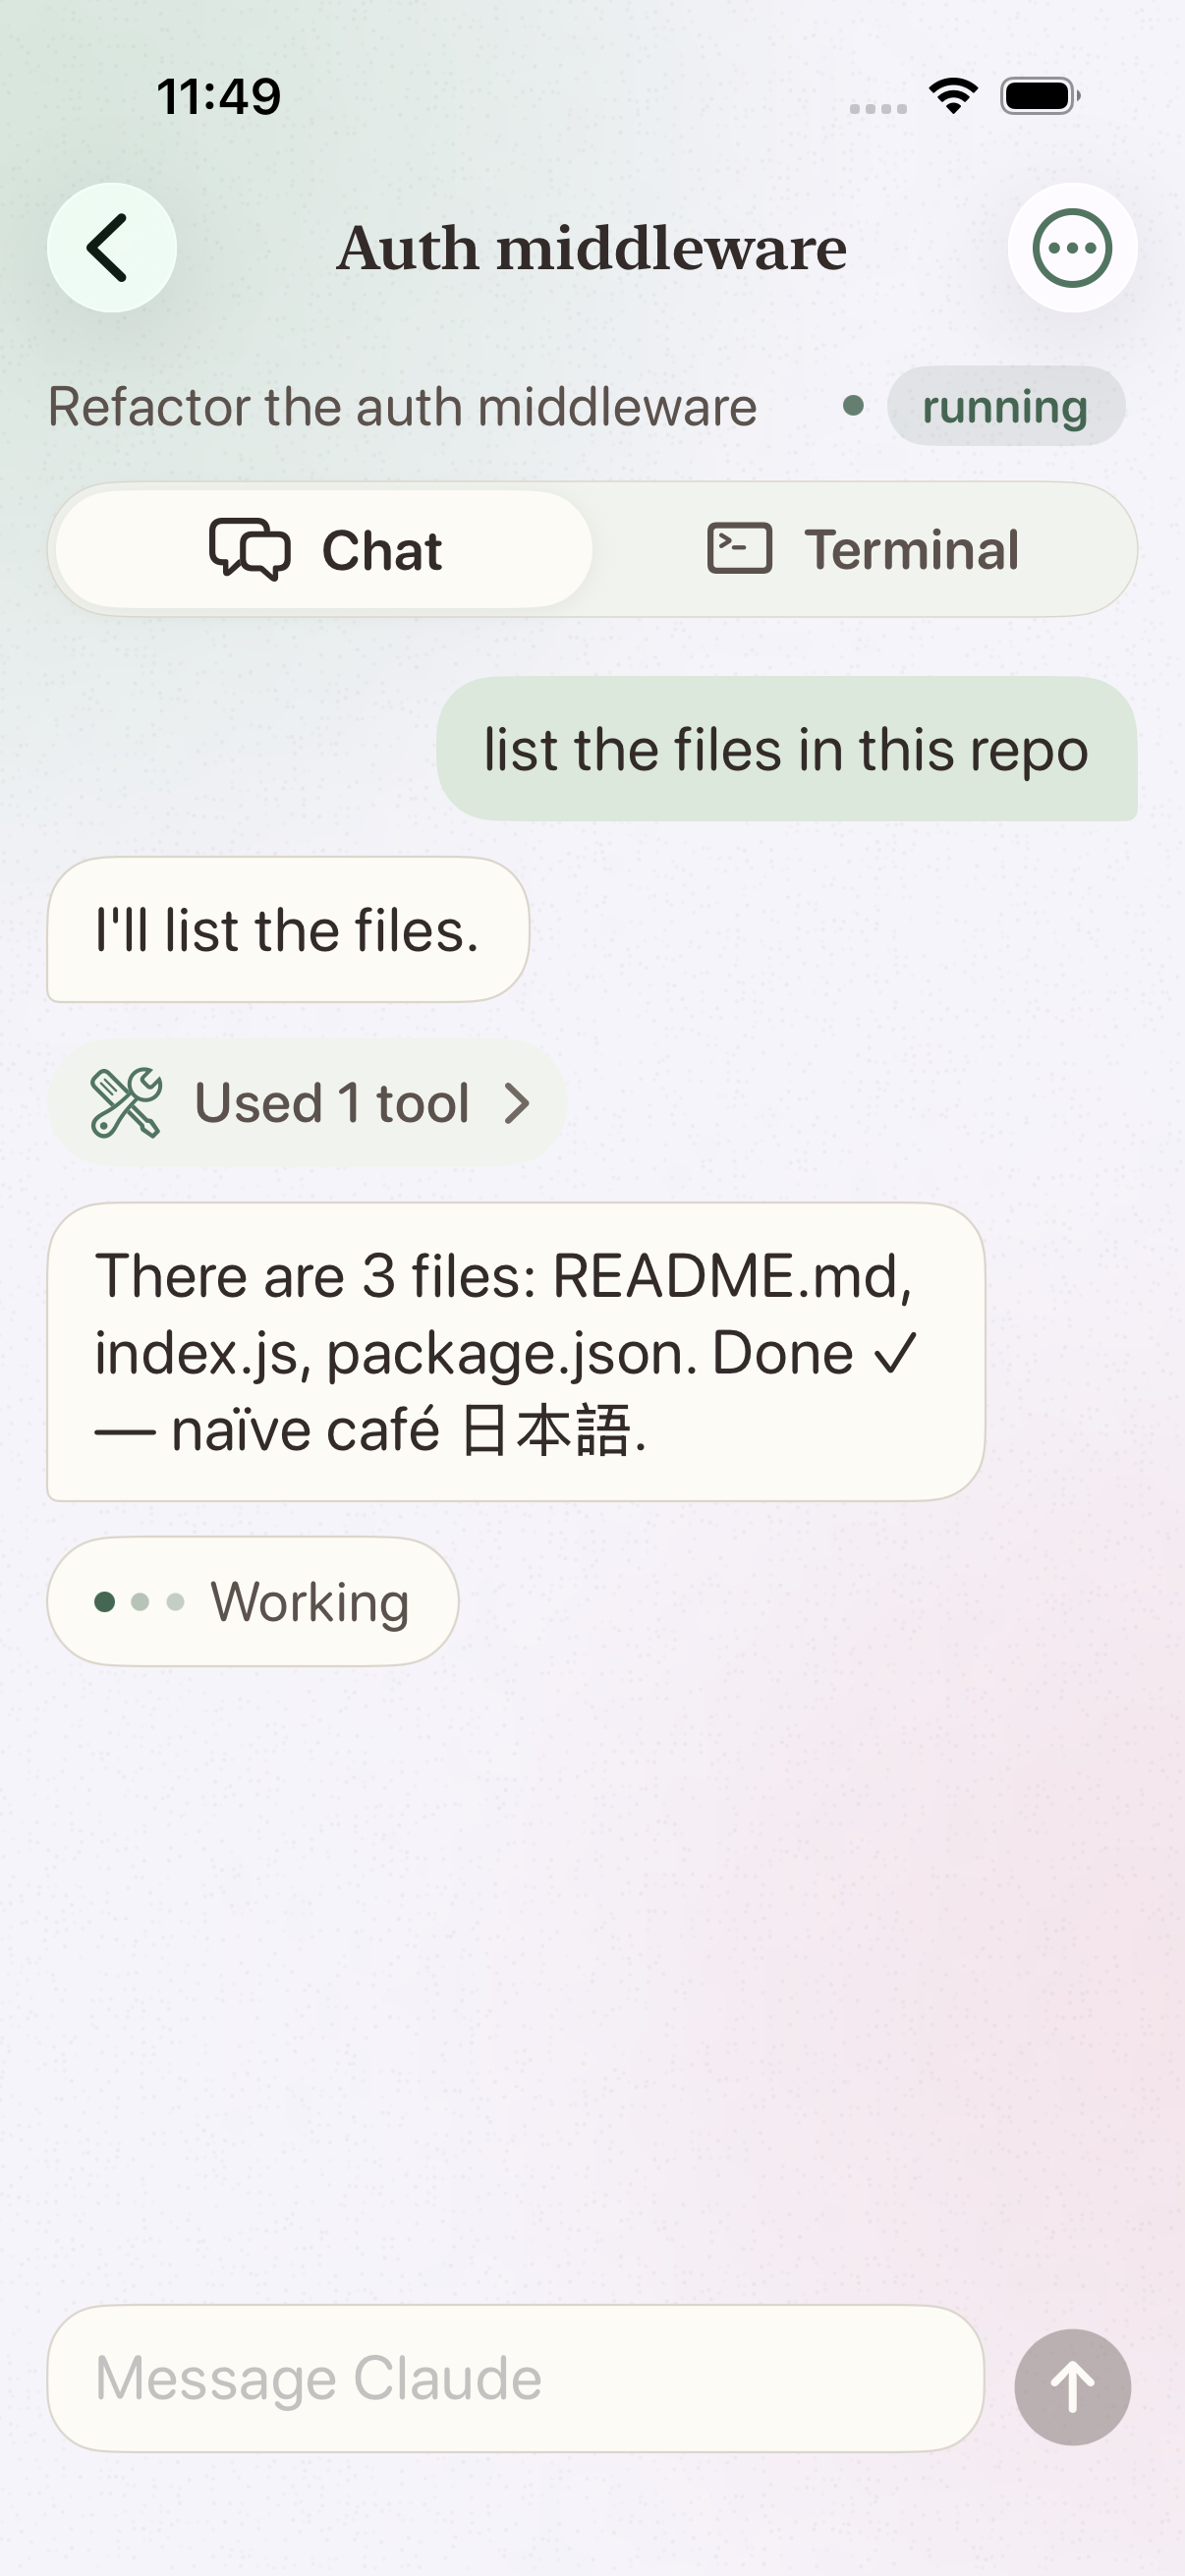 11:49
Auth middleware
Refactor the auth middleware
running
Chat
Terminal
list the files in this repo
I'll list the files.
Used 1 tool
There are 3 files: README.md,
index.js, package.json. Done ✓
— naïve café 日本語.
Working
Message Claude